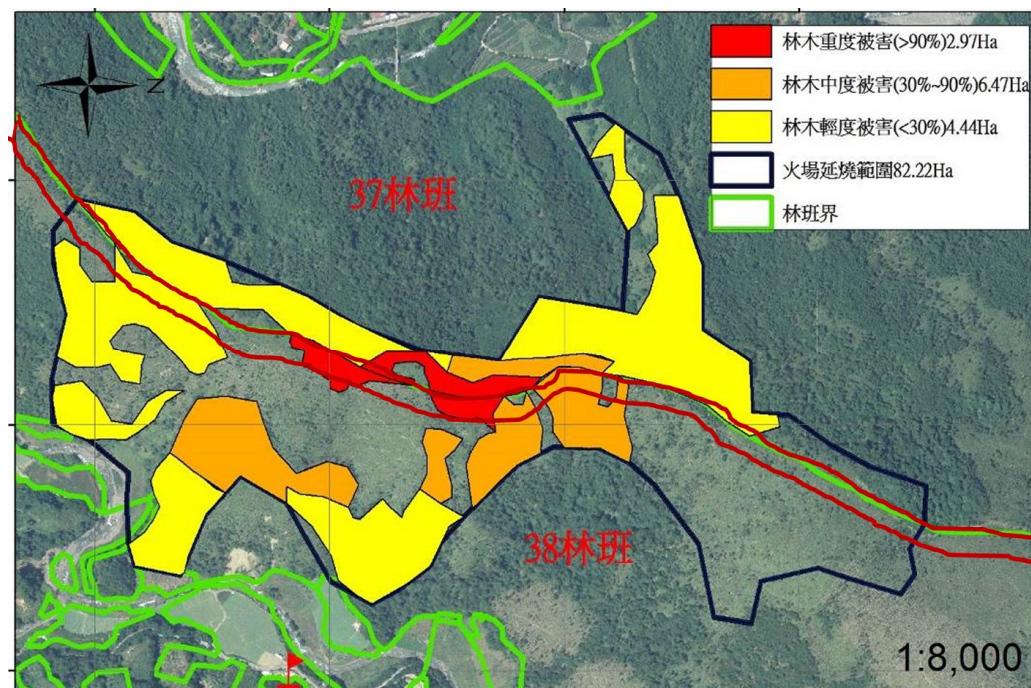 林木重度被害(>90%)2.97Ha
林木中度被害(30%~90%)6.47Ha
林木輕度被害(<30%)4.44Ha
火場延燒範圍82.22Ha
林班界
N
37林班
38林班
1:8,000